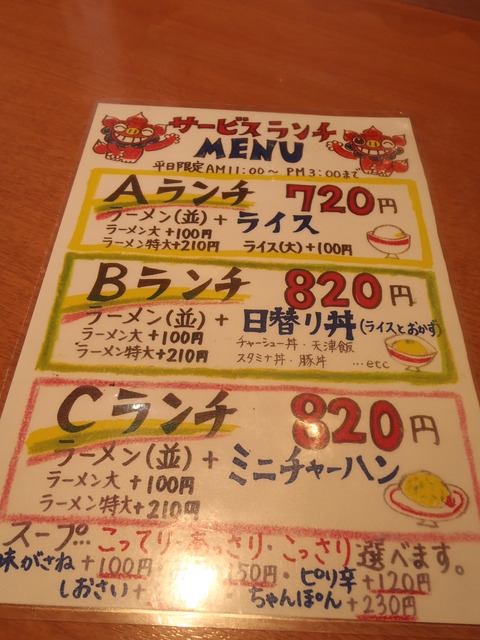 サービスランチ
MENU
平日限定AM11:00～PM3:00まで
Aランチ 720円
ラーメン(並)+ライス
ラーメン大+100円
ラーメン特大+210円 ライス(大)+100円
Bランチ 820円
ラーメン(並)+日替り丼(ライスとおかず)
ラーメン大+100円 チャーシュー丼・天津飯
ラーメン特大+210円 スタミナ丼・豚丼 …etc
Cランチ 820円
ラーメン(並)+ミニチャーハン
ラーメン大+100円
ラーメン特大+210円
スープ…こってり・あっさり・こっさり選べます。
味がさね+100円 50円・ピリ辛+120円
しおさい+ ちゃんぽん+230円